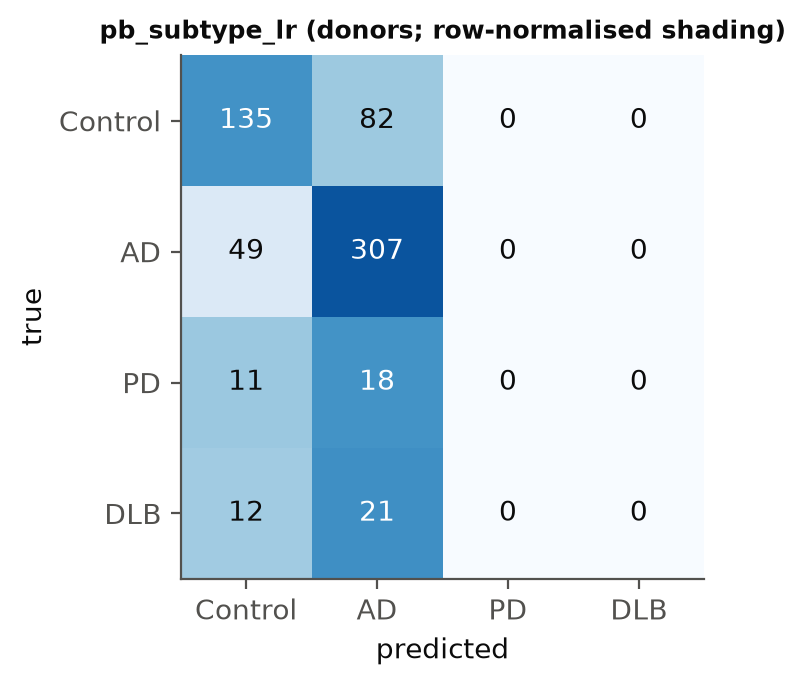 pb_subtype_lr (donors; row-normalised shading)
Control 135 82 0 0
AD 49 307 0 0
PD 11 18 0 0
DLB 12 21 0 0
true
Control AD PD DLB
predicted